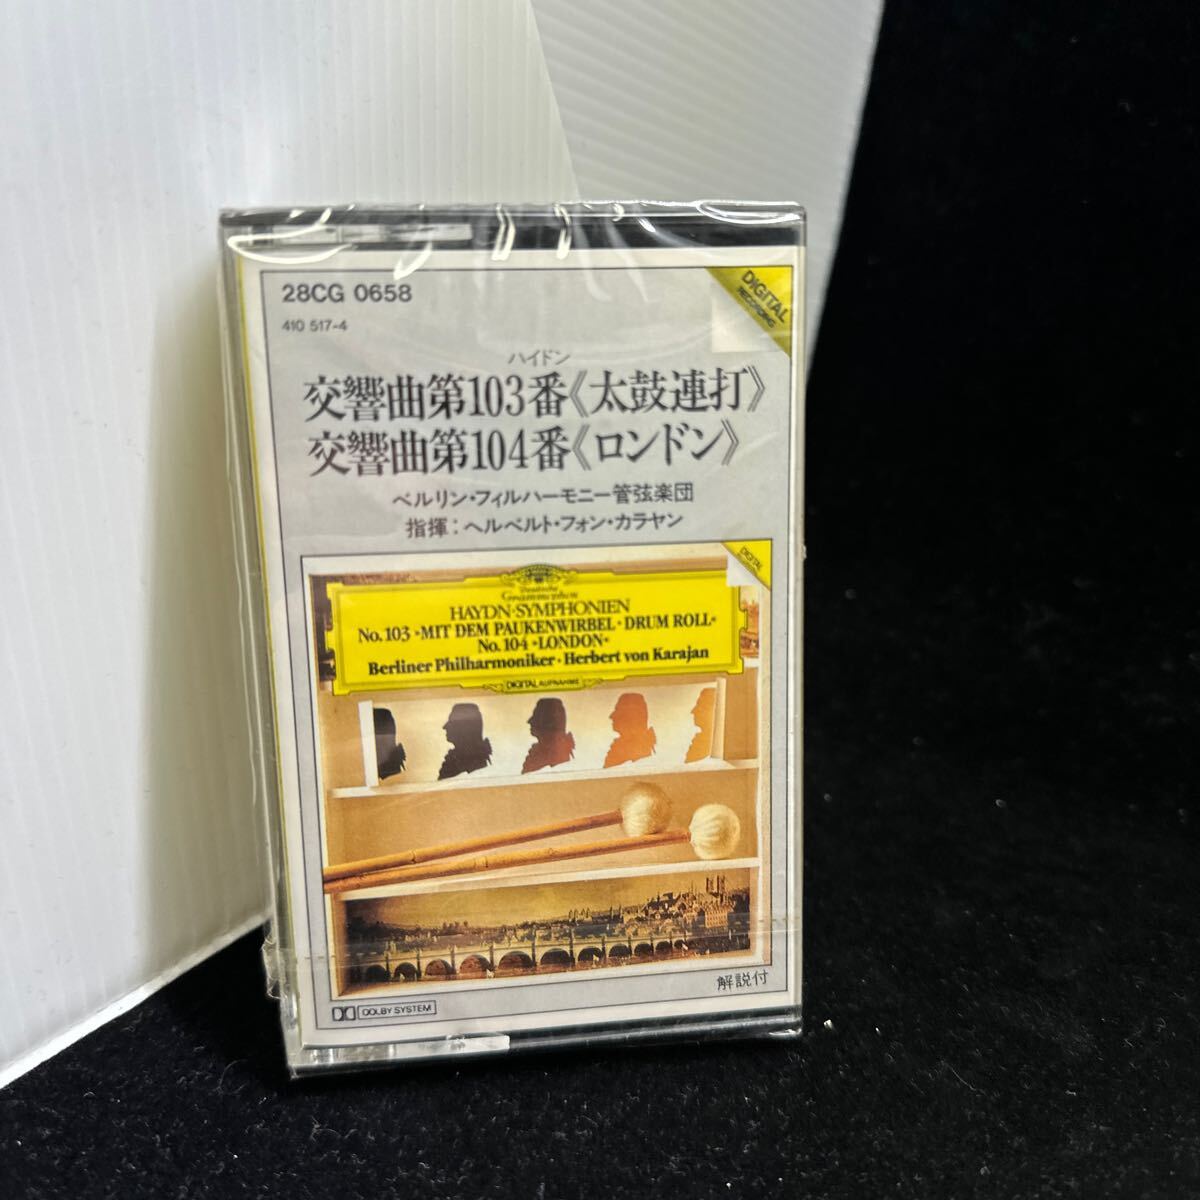 28CG 0658
410 517-4
DIGITAL
RECORDING
ハイドン
交響曲第103番《太鼓連打》
交響曲第104番《ロンドン》
ベルリン・フィルハーモニー管弦楽団
指揮：ヘルベルト・フォン・カラヤン
DIGITAL
Deutsche
Grammophon
HAYDN·SYMPHONIEN
No. 103 »MIT DEM PAUKENWIRBEL · DRUM ROLL«
No. 104 »LONDON«
Berliner Philharmoniker · Herbert von Karajan
DIGITAL AUFNAHME
解説付
DOLBY SYSTEM